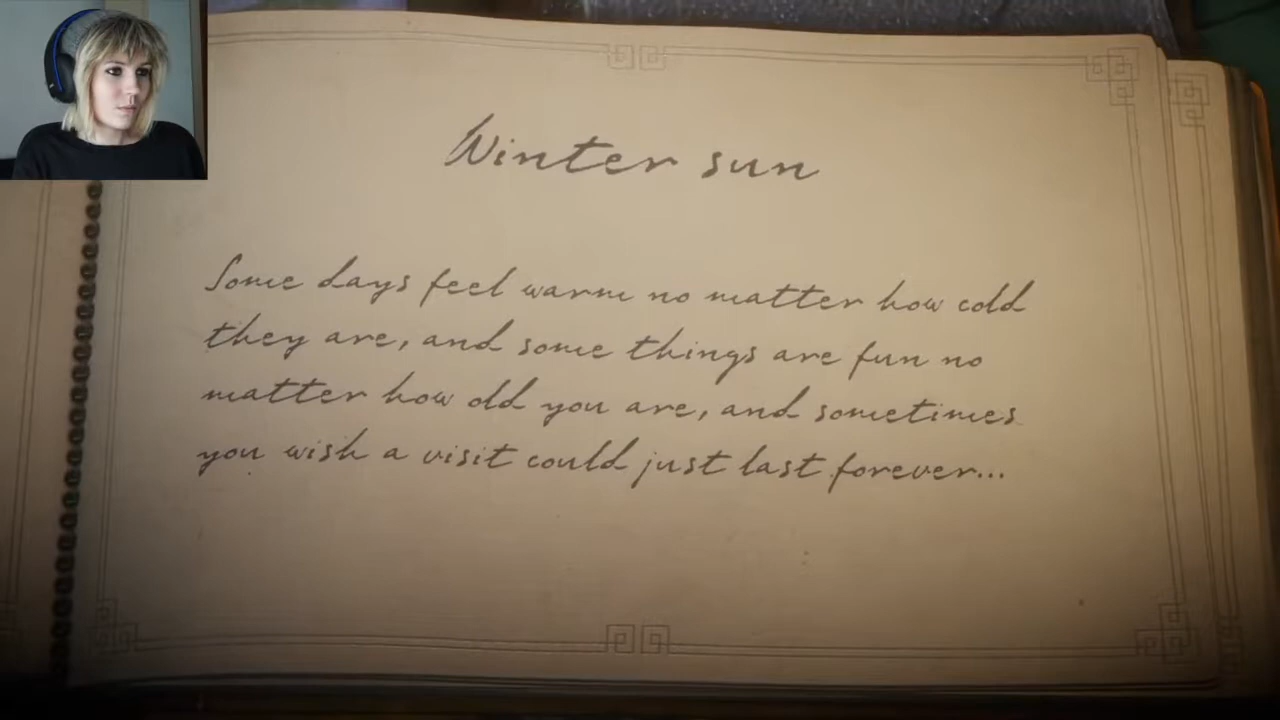 Winter sun
Some days feel warm no matter how cold
they are, and some things are fun no
matter how old you are, and sometimes
you wish a visit could just last forever...